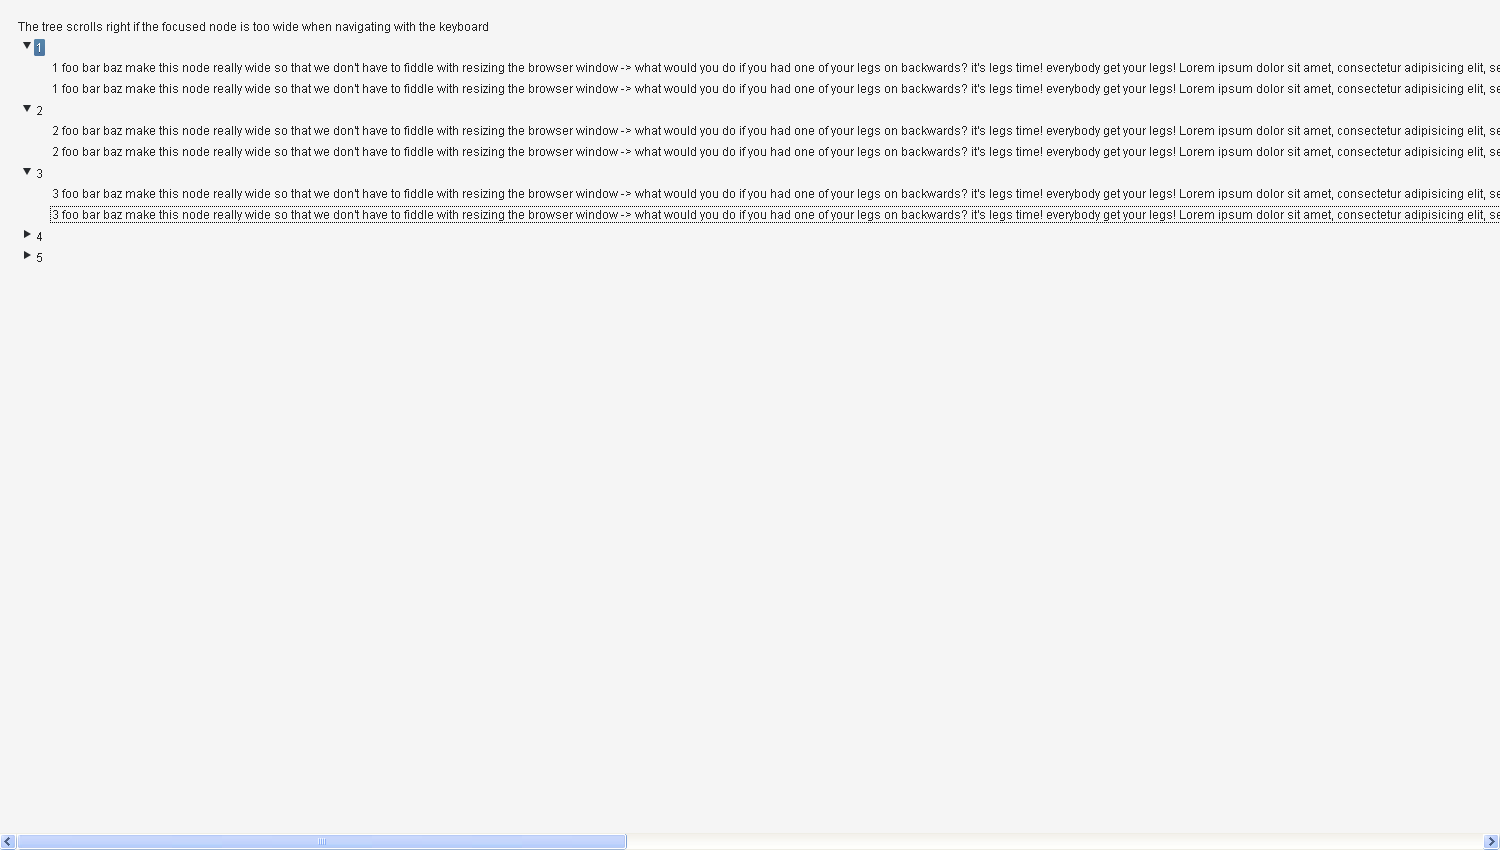 The tree scrolls right if the focused node is too wide when navigating with the keyboard
1
1 foo bar baz make this node really wide so that we don't have to fiddle with resizing the browser window -> what would you do if you had one of your legs on backwards? it's legs time! everybody get your legs! Lorem ipsum dolor sit amet, consectetur adipisicing elit, se
1 foo bar baz make this node really wide so that we don't have to fiddle with resizing the browser window -> what would you do if you had one of your legs on backwards? it's legs time! everybody get your legs! Lorem ipsum dolor sit amet, consectetur adipisicing elit, se
2
2 foo bar baz make this node really wide so that we don't have to fiddle with resizing the browser window -> what would you do if you had one of your legs on backwards? it's legs time! everybody get your legs! Lorem ipsum dolor sit amet, consectetur adipisicing elit, se
2 foo bar baz make this node really wide so that we don't have to fiddle with resizing the browser window -> what would you do if you had one of your legs on backwards? it's legs time! everybody get your legs! Lorem ipsum dolor sit amet, consectetur adipisicing elit, se
3
3 foo bar baz make this node really wide so that we don't have to fiddle with resizing the browser window -> what would you do if you had one of your legs on backwards? it's legs time! everybody get your legs! Lorem ipsum dolor sit amet, consectetur adipisicing elit, se
3 foo bar baz make this node really wide so that we don't have to fiddle with resizing the browser window -> what would you do if you had one of your legs on backwards? it's legs time! everybody get your legs! Lorem ipsum dolor sit amet, consectetur adipisicing elit, se
4
5